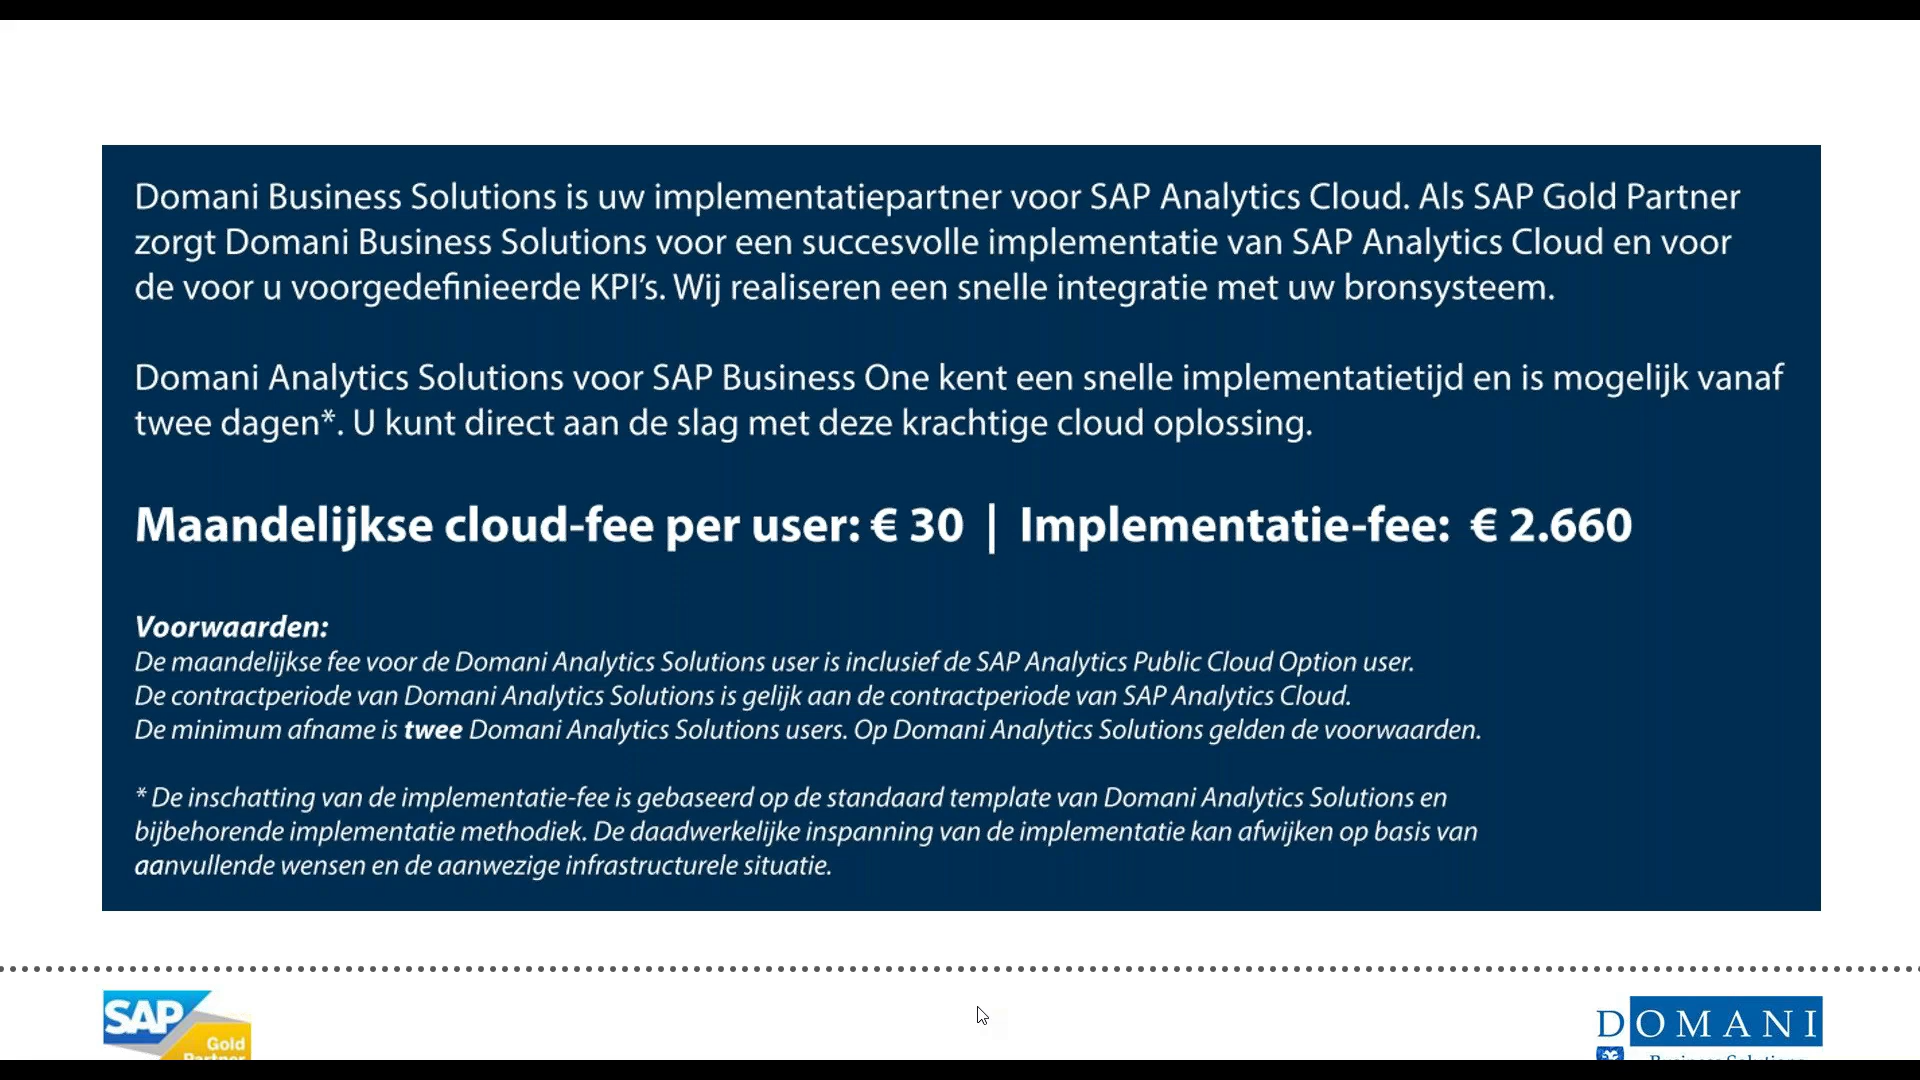 Domani Business Solutions is uw implementatiepartner voor SAP Analytics Cloud. Als SAP Gold Partner
zorgt Domani Business Solutions voor een succesvolle implementatie van SAP Analytics Cloud en voor
de voor u voorgedefinieerde KPI’s. Wij realiseren een snelle integratie met uw bronsysteem.
Domani Analytics Solutions voor SAP Business One kent een snelle implementatietijd en is mogelijk vanaf
twee dagen*. U kunt direct aan de slag met deze krachtige cloud oplossing.
Maandelijkse cloud-fee per user: € 30 | Implementatie-fee: € 2.660
Voorwaarden:
De maandelijkse fee voor de Domani Analytics Solutions user is inclusief de SAP Analytics Public Cloud Option user.
De contractperiode van Domani Analytics Solutions is gelijk aan de contractperiode van SAP Analytics Cloud.
De minimum afname is twee Domani Analytics Solutions users. Op Domani Analytics Solutions gelden de voorwaarden.
* De inschatting van de implementatie-fee is gebaseerd op de standaard template van Domani Analytics Solutions en
bijbehorende implementatie methodiek. De daadwerkelijke inspanning van de implementatie kan afwijken op basis van
aanvullende wensen en de aanwezige infrastructurele situatie.
SAP
Gold
Partner
DOMANI
Business Solutions